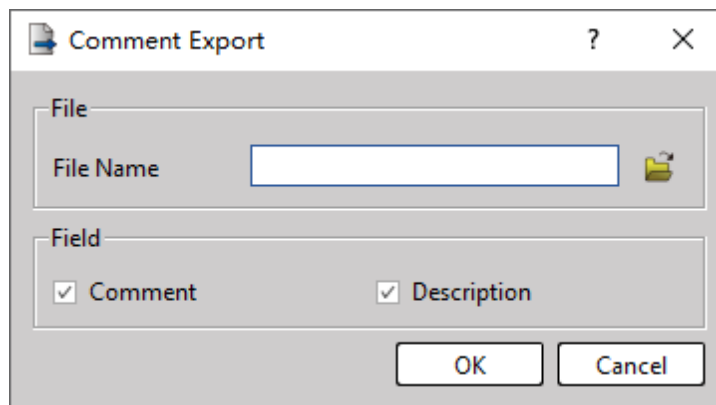 Comment Export
?
File
File Name
Field
Comment
Description
OK
Cancel